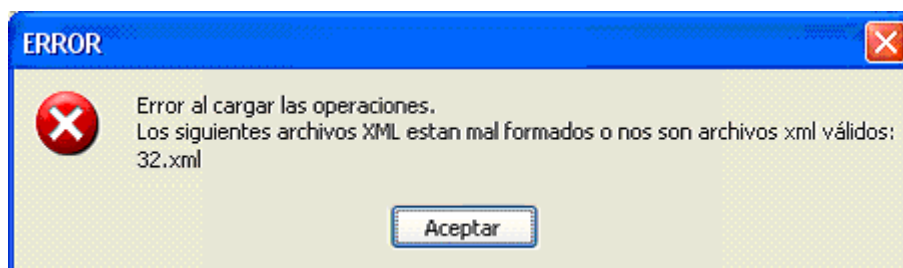 ERROR
Error al cargar las operaciones.
Los siguientes archivos XML estan mal formados o nos son archivos xml válidos:
32.xml
Aceptar